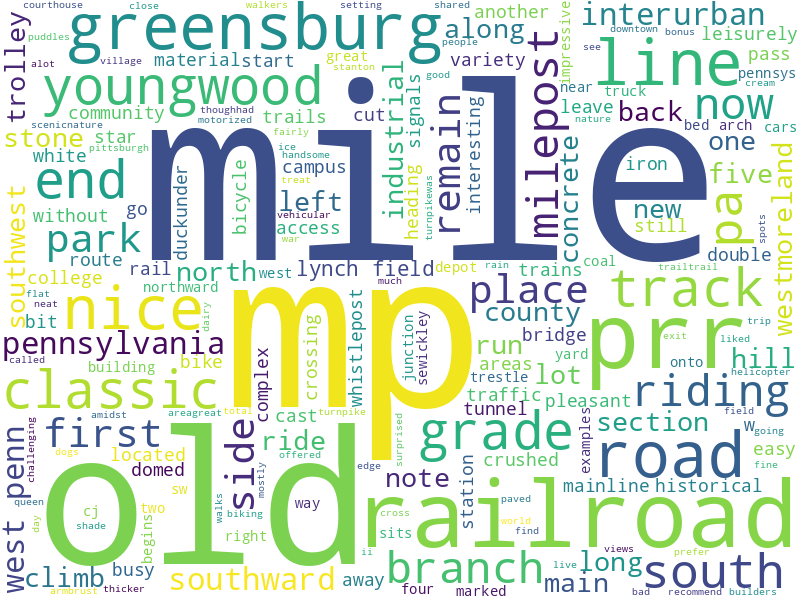 courthouse
close
walkers
setting
shared
puddles
greensburg
people
along
another
impressive
interurban
trolley
village
material
start
variety
great
leisurely
line
downtown
bonus
see
alot
youngwood
pass
pennsys
cream
thoughhad
motorized
cut
signals
milepost
near
truck
now
community
trails
scenicnature
fairly
good
industrial
remain
back
leave
stone
star
mile
bed arch
cars
nature
pittsburgh
ice
handsome
interesting
concrete
one
white
campus
iron
westmoreland
end
treat
heading
turnpikewas
new
five
pa
southwest
duckunder
bicycle
left
vehicular
access
still
without
go
war
park
route
double
spots
north
west
lynch field
depot
rain
trains
coal
trailtrail
college
rail
northward
much
place
track
flat
bit
nice
mp
county
bridge
trip
neat
dairy
called
pennsylvania
bike
crossing
whistlepost
junction
sewickley
run
yard
onto
prr
exit
liked
helicopter
hill
building
complex
areas
trestle
classic
traffic
lot
pleasant
riding
tunnel
amidst
areagreat
total
cast
turnpike
field
w
going
first
side
ride
grade
section
west penn
challenging
located
offered
surprised
crushed
examples
road
easy
fine
dogs
domed
edge
note
station
old
railroad
mainline
historical
queen
sw
mostly
way
cj
two
walks
paved
day
shade
begins
biking
cross
world
right
sits
find
prefer
ii
branch
long
views
south
climb
busy
southward
away
live
main
armbrust
thicker
four
marked
bad
recommend
builders
stanton